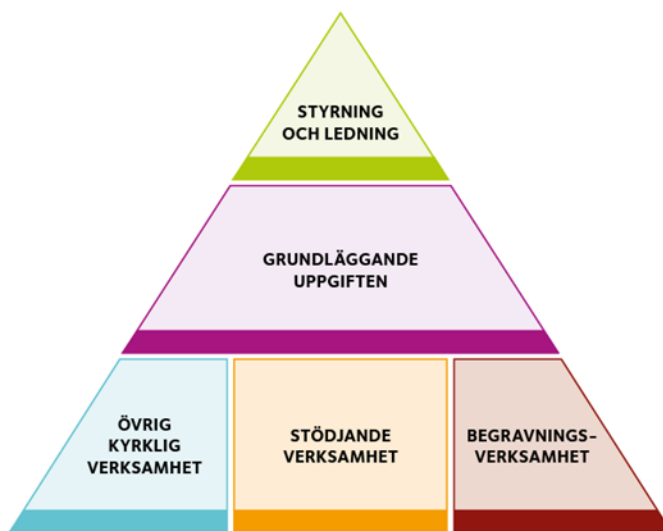 STYRNING
OCH LEDNING
GRUNDLÄGGANDE
UPPGIFTEN
ÖVRIG
KYRKLIG
VERKSAMHET
STÖDJANDE
VERKSAMHET
BEGRAVNINGS-
VERKSAMHET